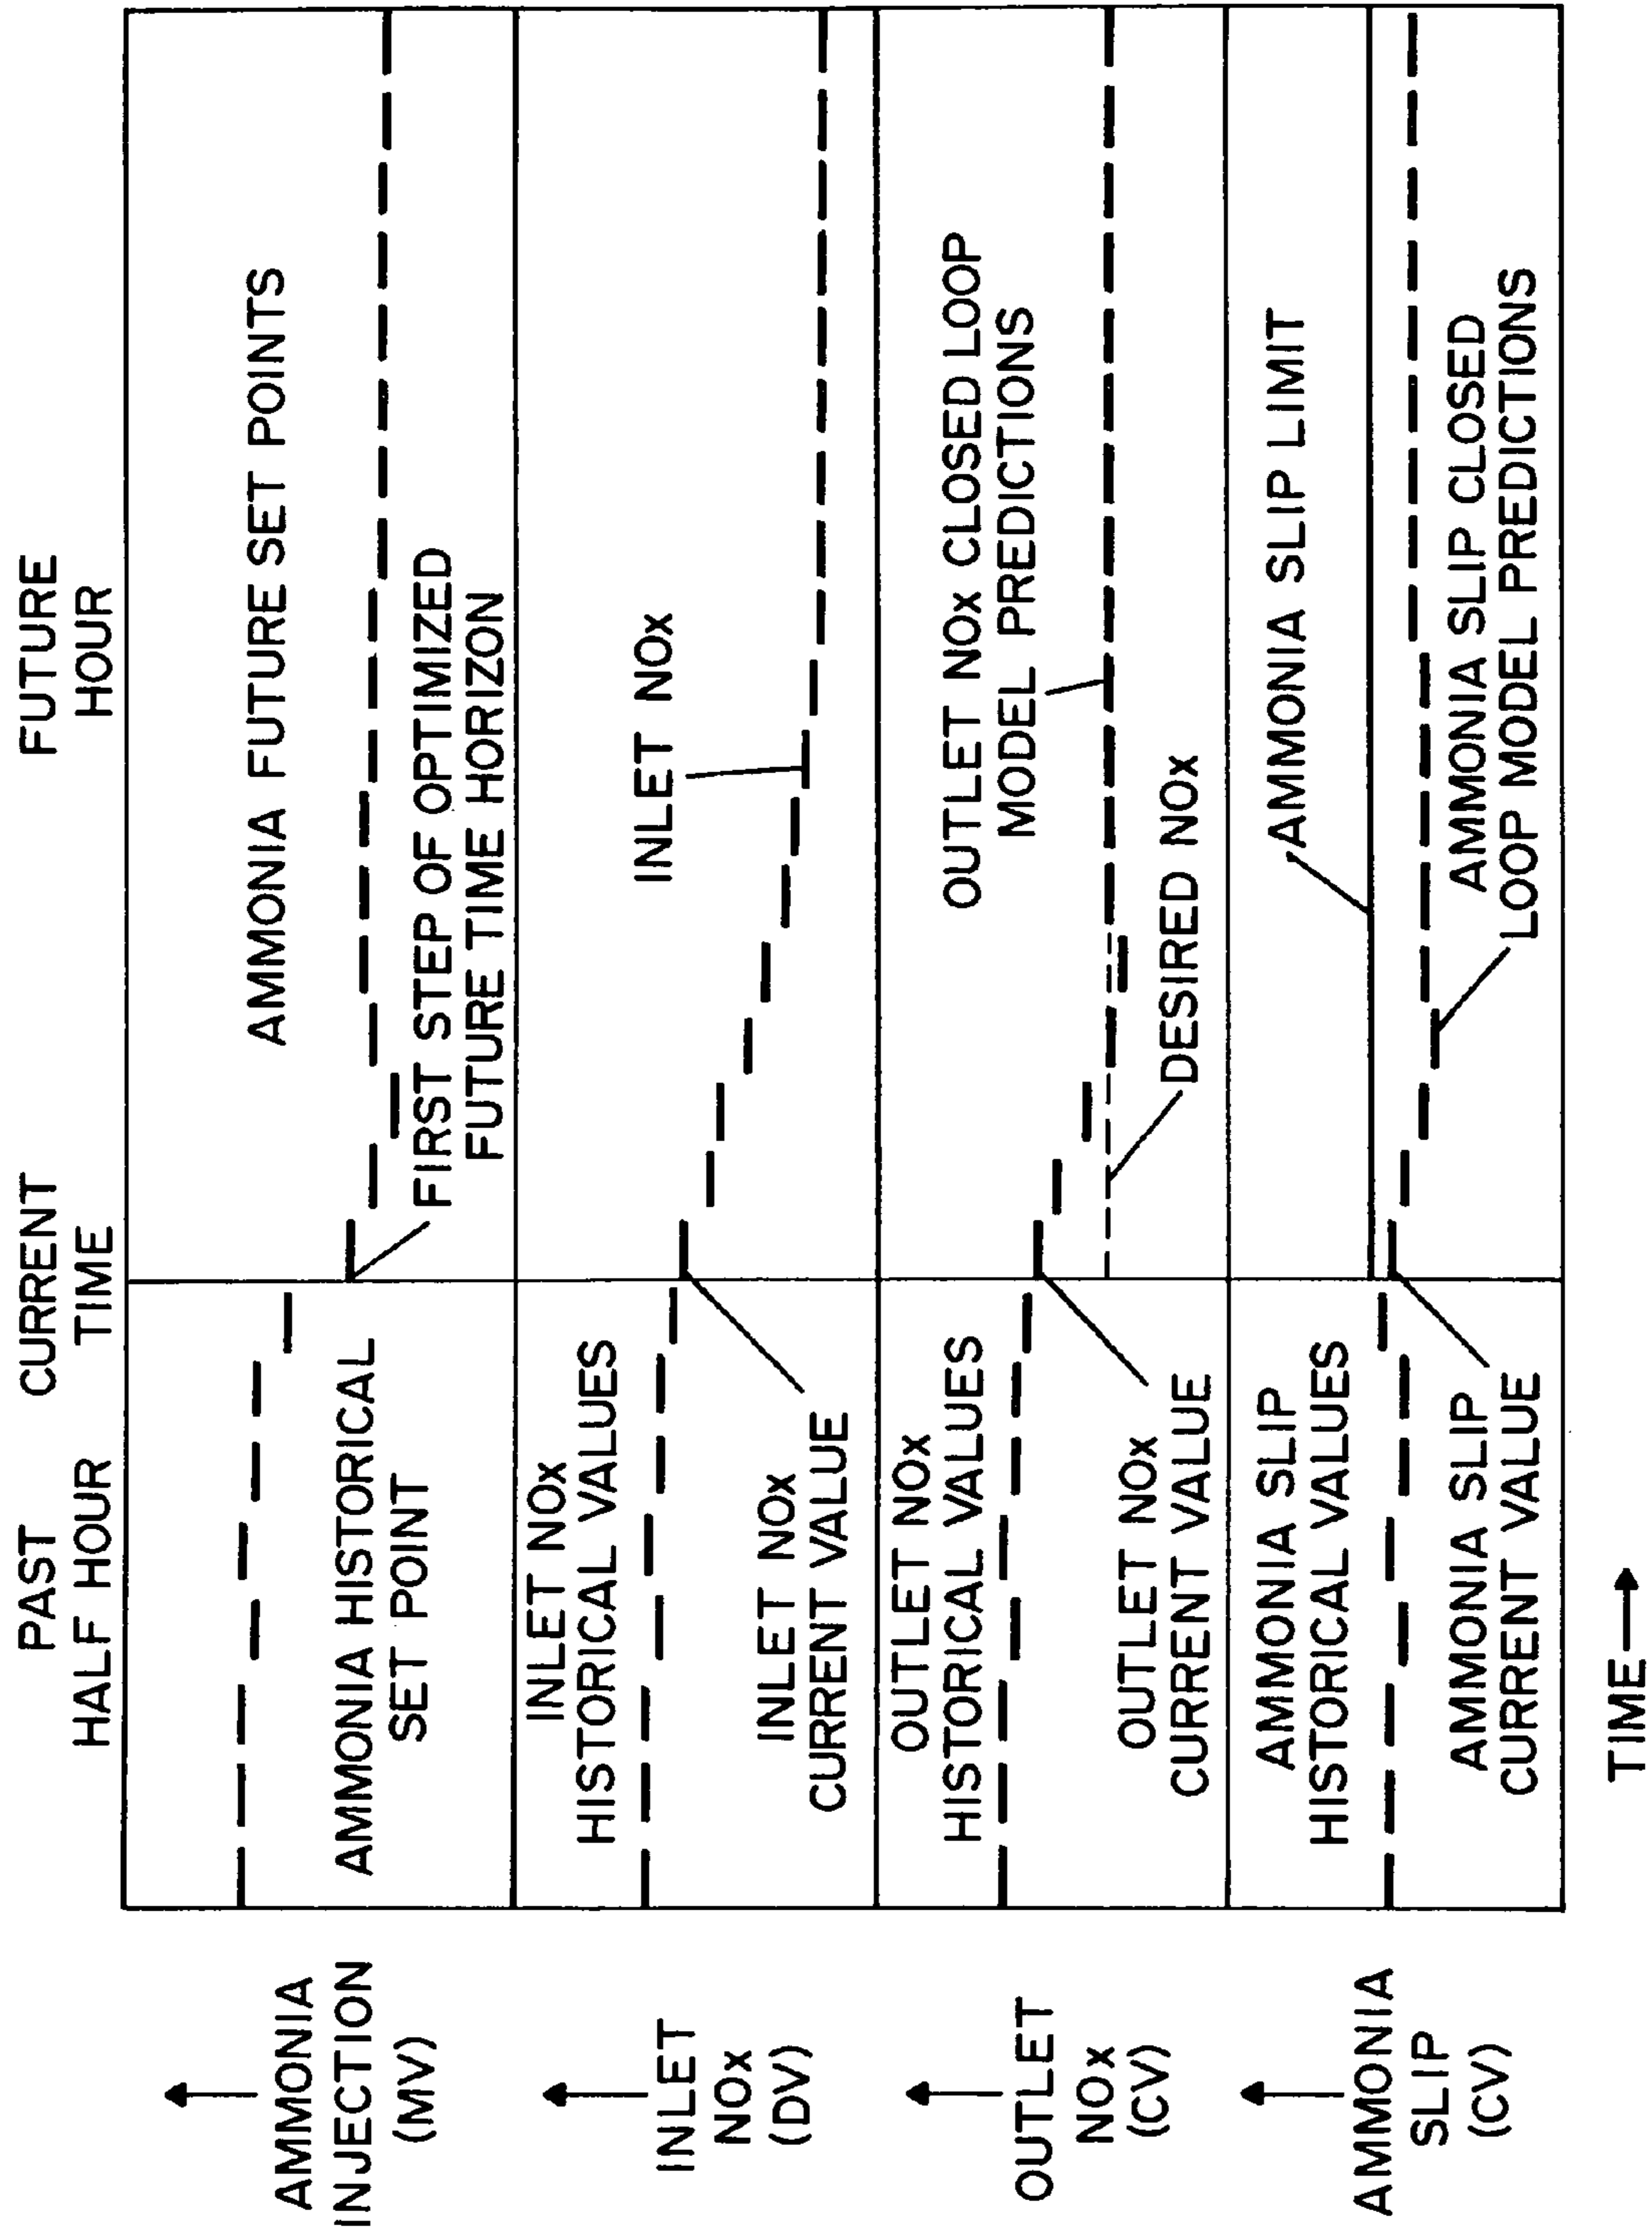 PAST
HALF HOUR
CURRENT
TIME
FUTURE
HOUR
AMMONIA
INJECTION
(MV)
AMMONIA HISTORICAL
SET POINT
AMMONIA FUTURE SET POINTS
FIRST STEP OF OPTIMIZED
FUTURE TIME HORIZON
INLET
NOx
(DV)
INLET NOx
HISTORICAL VALUES
INLET NOx
CURRENT VALUE
INLET NOx
OUTLET
NOx
(CV)
OUTLET NOx
HISTORICAL VALUES
OUTLET NOx
CURRENT VALUE
OUTLET NOx CLOSED LOOP
MODEL PREDICTIONS
DESIRED NOx
AMMONIA
SLIP
(CV)
AMMONIA SLIP
HISTORICAL VALUES
AMMONIA SLIP
CURRENT VALUE
AMMONIA SLIP LIMIT
AMMONIA SLIP CLOSED
LOOP MODEL PREDICTIONS
TIME